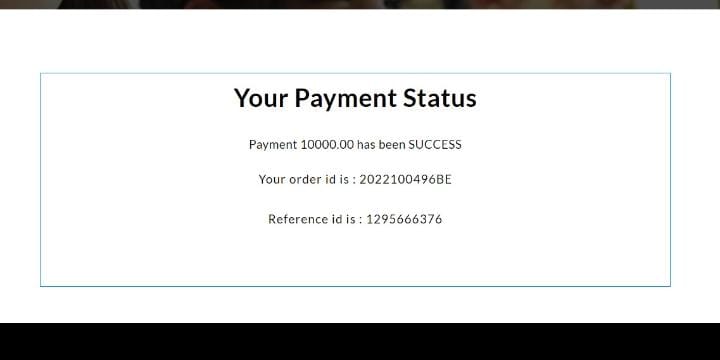 Your Payment Status
Payment 10000.00 has been SUCCESS
Your order id is : 2022100496BE
Reference id is : 1295666376